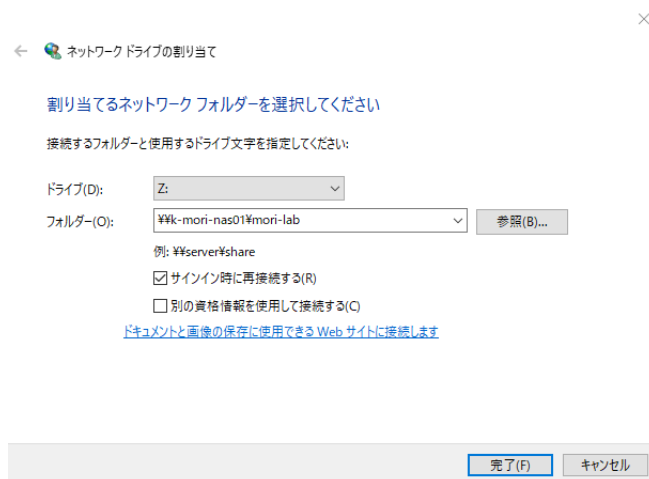 ネットワーク ドライブの割り当て
割り当てるネットワーク フォルダーを選択してください
接続するフォルダーと使用するドライブ文字を指定してください:
ドライブ(D): Z:
フォルダー(O): ¥¥k-mori-nas01¥mori-lab 参照(B)...
例: ¥¥server¥share
サインイン時に再接続する(R)
別の資格情報を使用して接続する(C)
ドキュメントと画像の保存に使用できる Web サイトに接続します
完了(F) キャンセル